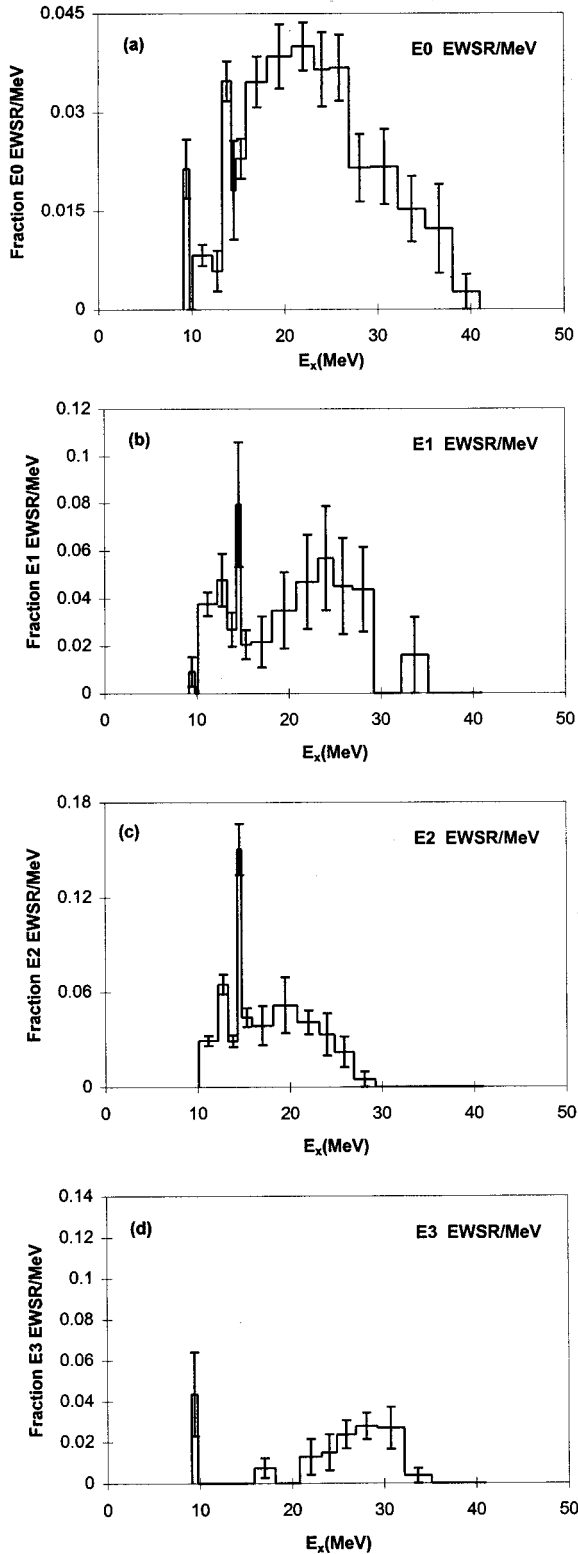 (a)
E0 EWSR/MeV
Fraction E0 EWSR/MeV
0.045
0.03
0.015
0
0
10
20
30
40
50
Ex(MeV)
(b)
E1 EWSR/MeV
Fraction E1 EWSR/MeV
0.12
0.1
0.08
0.06
0.04
0.02
0
0
10
20
30
40
50
Ex(MeV)
(c)
E2 EWSR/MeV
Fraction E2 EWSR/MeV
0.18
0.12
0.06
0
0
10
20
30
40
50
Ex(MeV)
(d)
E3 EWSR/MeV
Fraction E3 EWSR/MeV
0.14
0.12
0.1
0.08
0.06
0.04
0.02
0
0
10
20
30
40
50
Ex(MeV)